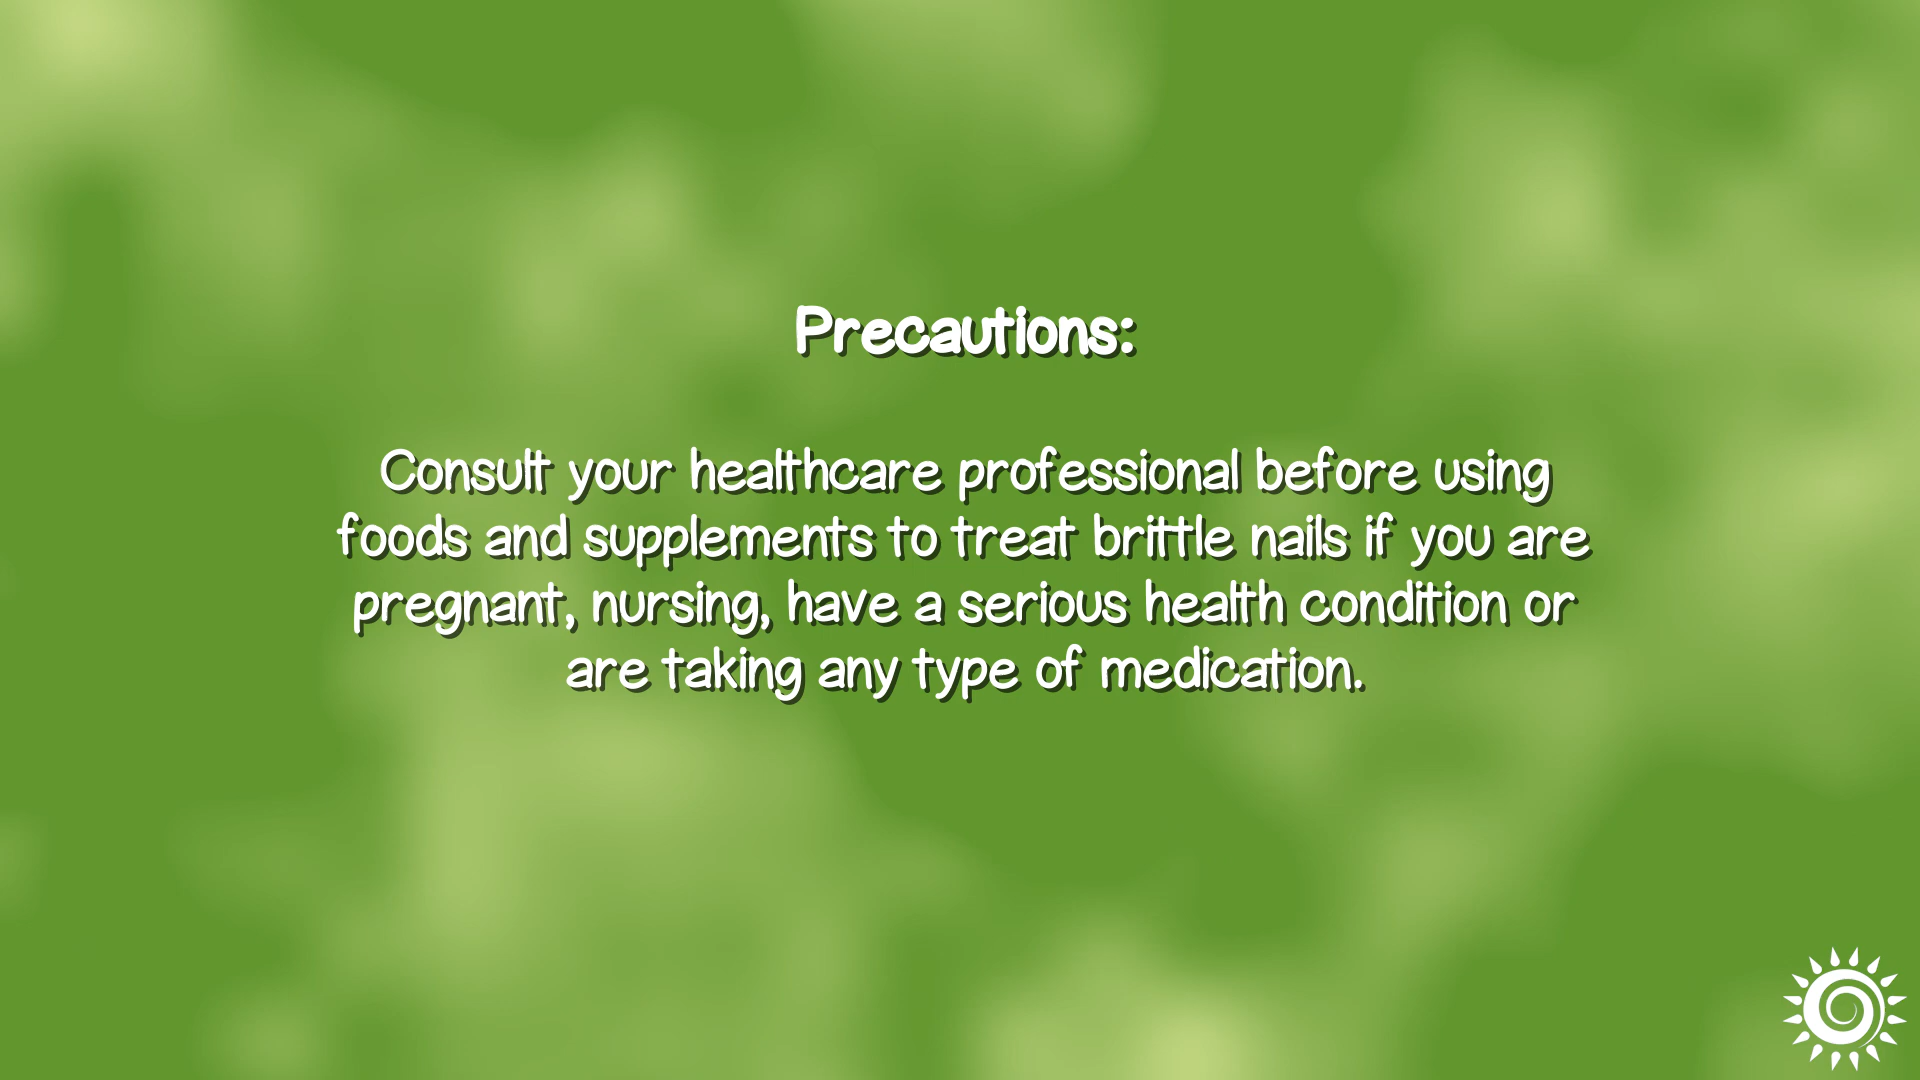 Precautions:
Consult your healthcare professional before using
foods and supplements to treat brittle nails if you are
pregnant, nursing, have a serious health condition or
are taking any type of medication.